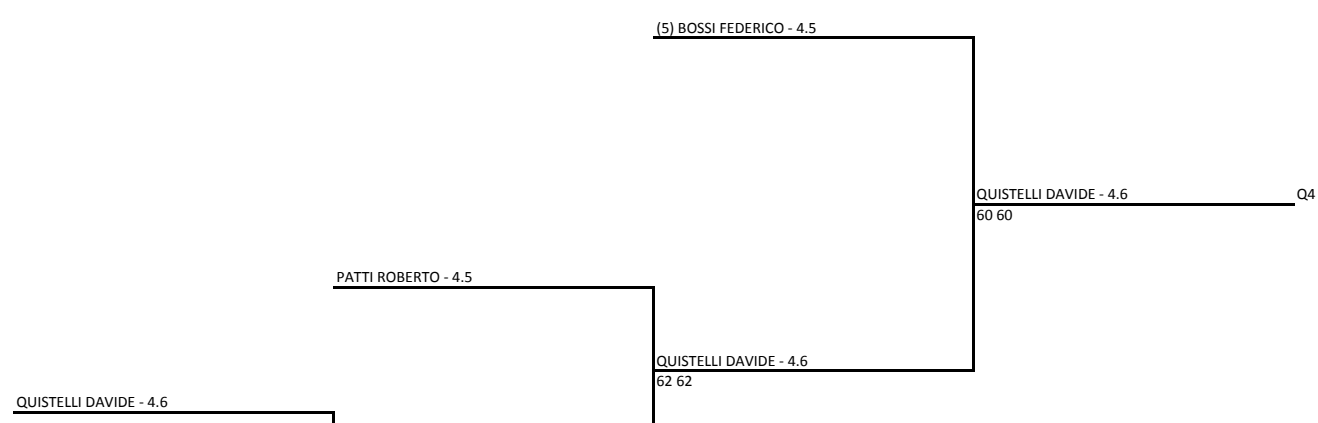 (5) BOSSI FEDERICO - 4.5
QUISTELLI DAVIDE - 4.6 Q4
60 60
PATTI ROBERTO - 4.5
QUISTELLI DAVIDE - 4.6
62 62
QUISTELLI DAVIDE - 4.6